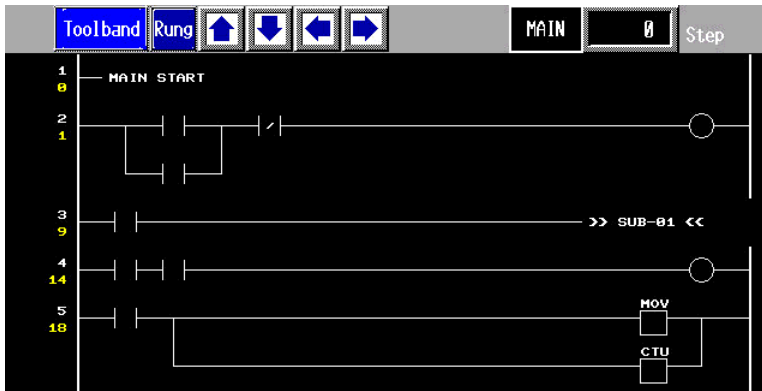 Toolband Rung MAIN 0 Step
1 MAIN START
0
2
1
3 >> SUB-01 <<
9
4
14
5 MOV
18
CTU